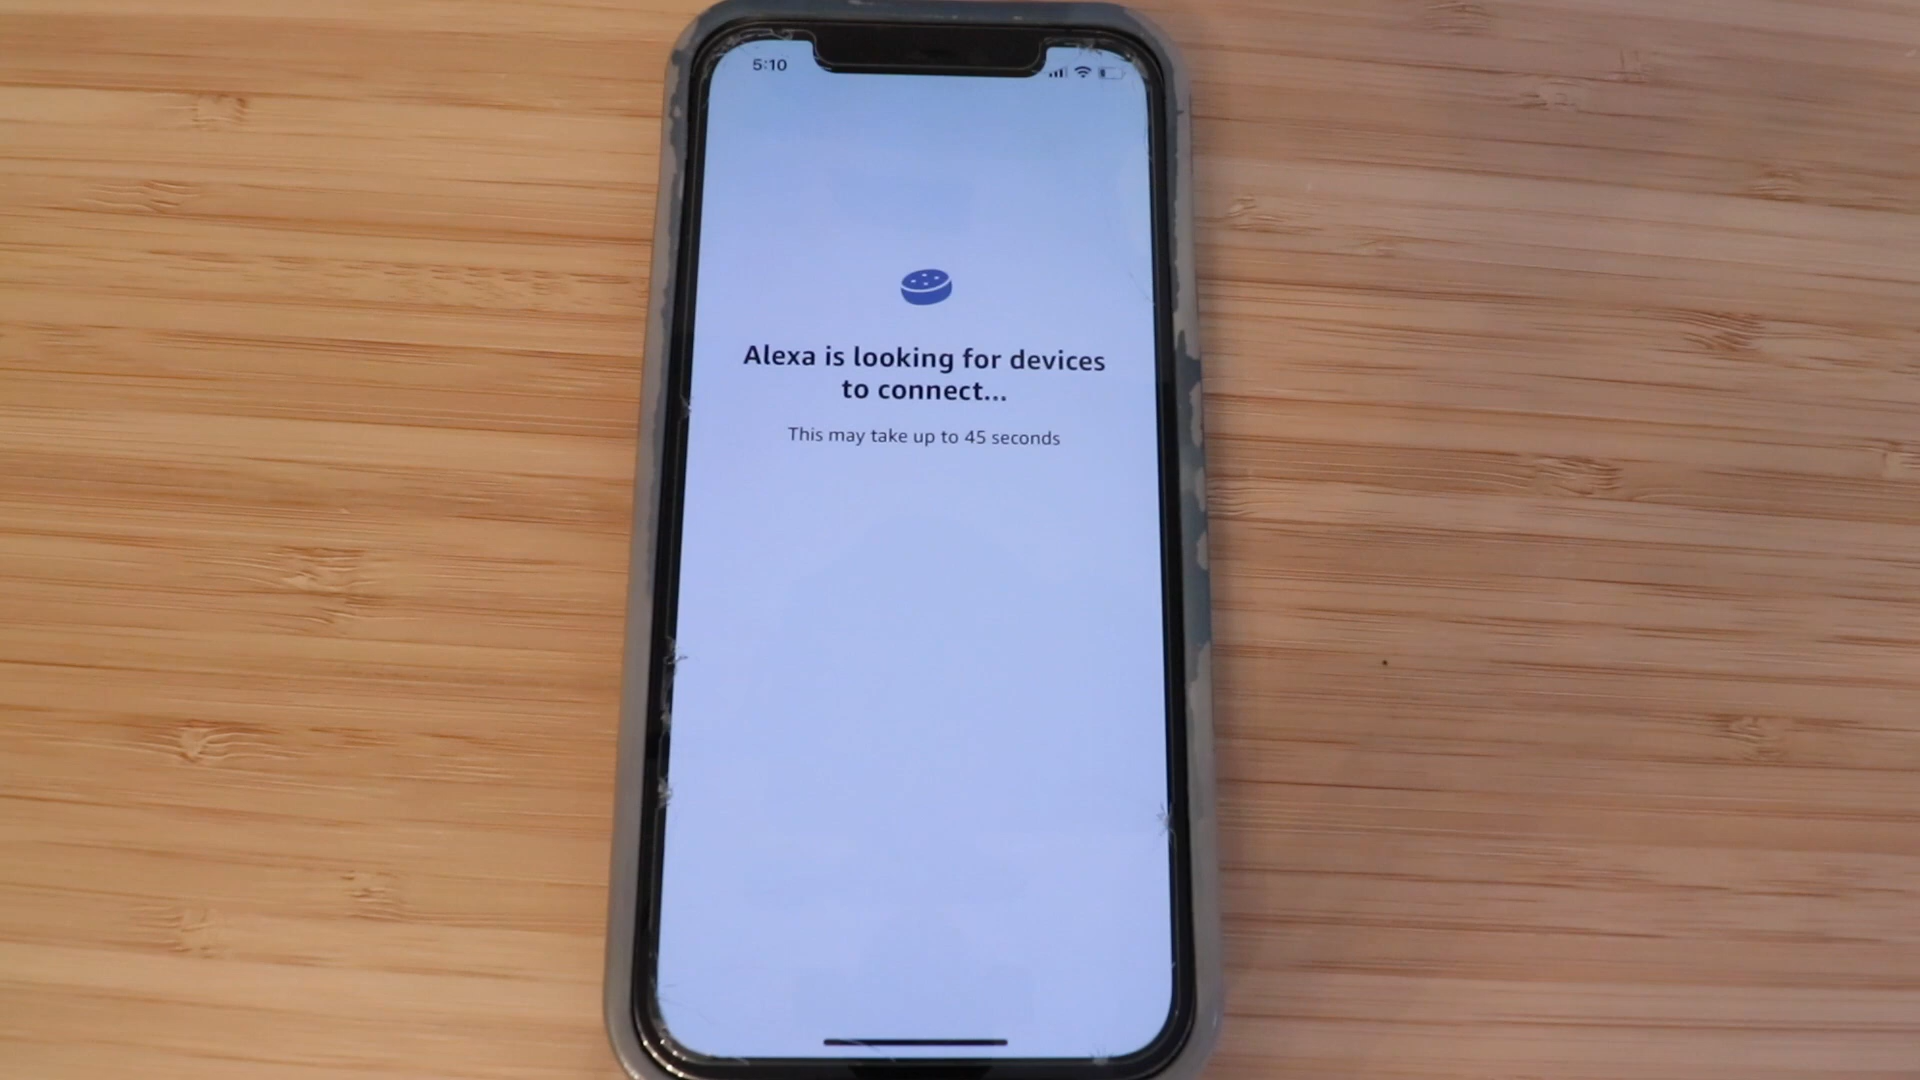 5:10
Alexa is looking for devices
to connect...
This may take up to 45 seconds